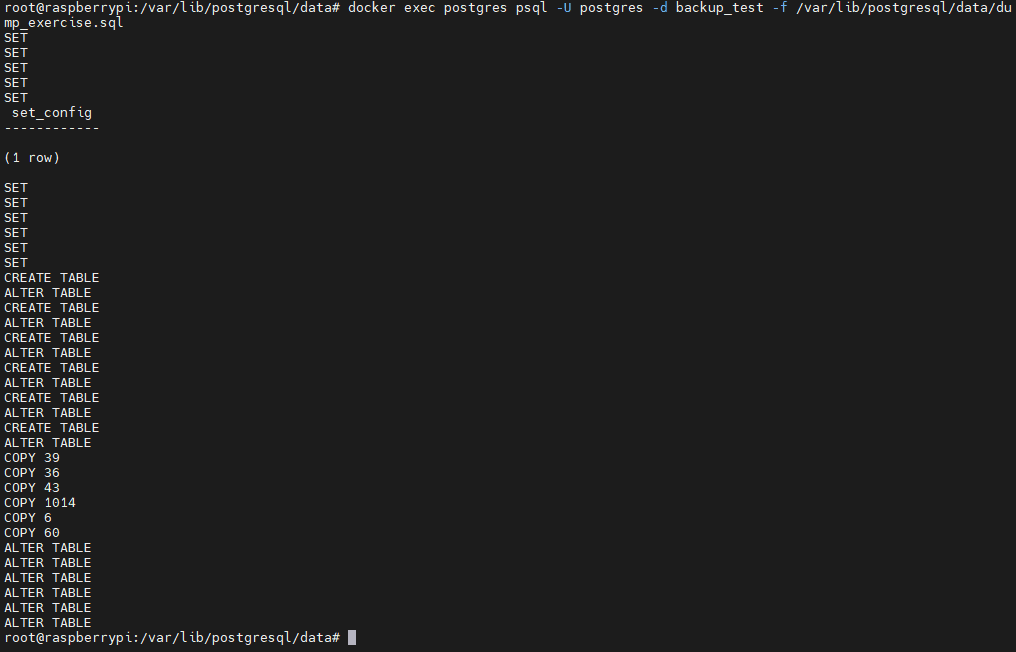 root@raspberrypi:/var/lib/postgresql/data# docker exec postgres psql -U postgres -d backup_test -f /var/lib/postgresql/data/du
mp_exercise.sql
SET
SET
SET
SET
SET
 set_config
------------

(1 row)

SET
SET
SET
SET
SET
SET
CREATE TABLE
ALTER TABLE
CREATE TABLE
ALTER TABLE
CREATE TABLE
ALTER TABLE
CREATE TABLE
ALTER TABLE
CREATE TABLE
ALTER TABLE
CREATE TABLE
ALTER TABLE
COPY 39
COPY 36
COPY 43
COPY 1014
COPY 6
COPY 60
ALTER TABLE
ALTER TABLE
ALTER TABLE
ALTER TABLE
ALTER TABLE
ALTER TABLE
root@raspberrypi:/var/lib/postgresql/data#